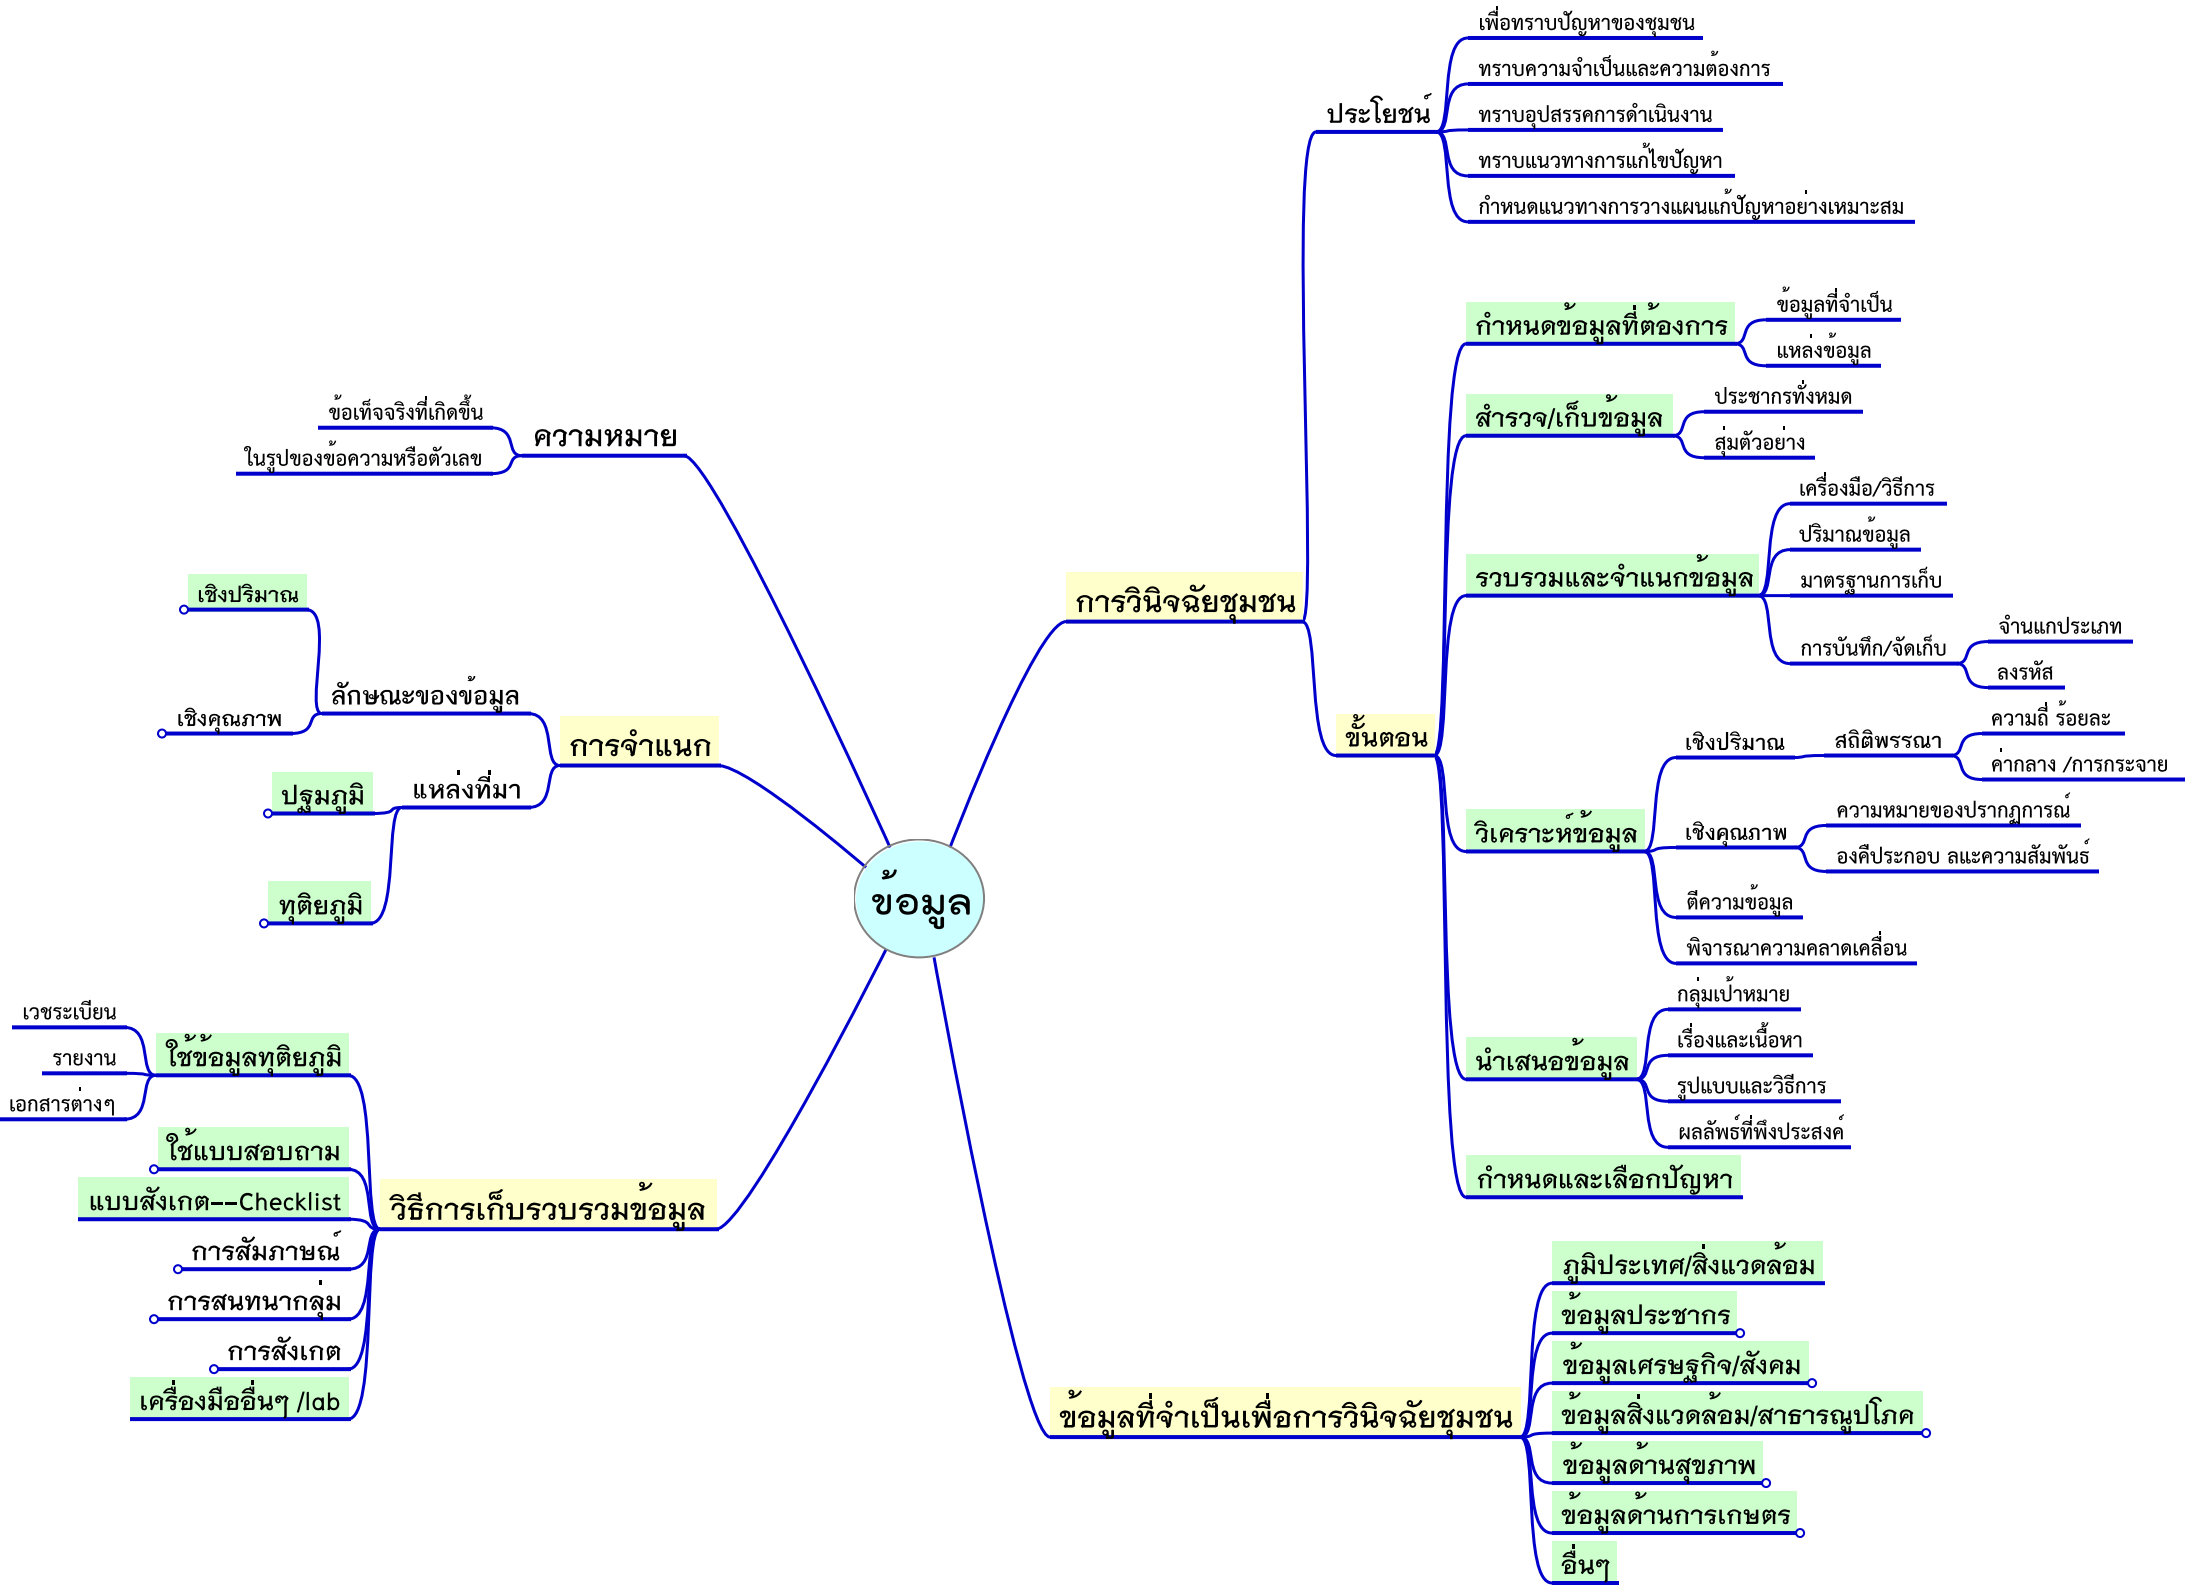 ข้อมูล
ความหมาย
ข้อเท็จจริงที่เกิดขึ้น
ในรูปของข้อความหรือตัวเลข
การจำแนก
ลักษณะของข้อมูล
เชิงปริมาณ
เชิงคุณภาพ
แหล่งที่มา
ปฐมภูมิ
ทุติยภูมิ
วิธีการเก็บรวบรวมข้อมูล
ใช้ข้อมูลทุติยภูมิ
เวชระเบียน
รายงาน
เอกสารต่างๆ
ใช้แบบสอบถาม
แบบสังเกต--Checklist
การสัมภาษณ์
การสนทนากลุ่ม
การสังเกต
เครื่องมืออื่นๆ /lab
การวินิจฉัยชุมชน
ประโยชน์
เพื่อทราบปัญหาของชุมชน
ทราบความจำเป็นและความต้องการ
ทราบอุปสรรคการดำเนินงาน
ทราบแนวทางการแก้ไขปัญหา
กำหนดแนวทางการวางแผนแก้ปัญหาอย่างเหมาะสม
ขั้นตอน
กำหนดข้อมูลที่ต้องการ
ข้อมูลที่จำเป็น
แหล่งข้อมูล
สำรวจ/เก็บข้อมูล
ประชากรทั้งหมด
สุ่มตัวอย่าง
รวบรวมและจำแนกข้อมูล
เครื่องมือ/วิธีการ
ปริมาณข้อมูล
มาตรฐานการเก็บ
การบันทึก/จัดเก็บ
จำนแกประเภท
ลงรหัส
วิเคราะห์ข้อมูล
เชิงปริมาณ
สถิติพรรณา
ความถี่ ร้อยละ
ค่ากลาง /การกระจาย
เชิงคุณภาพ
ความหมายของปรากฏการณ์
องคืประกอบ ลแะความสัมพันธ์
ตีความข้อมูล
พิจารณาความคลาดเคลื่อน
นำเสนอข้อมูล
กลุ่มเป้าหมาย
เรื่องและเนื้อหา
รูปแบบและวิธีการ
ผลลัพธ์ที่พึงประสงค์
กำหนดและเลือกปัญหา
ข้อมูลที่จำเป็นเพื่อการวินิจฉัยชุมชน
ภูมิประเทศ/สิ่งแวดล้อม
ข้อมูลประชากร
ข้อมูลเศรษฐกิจ/สังคม
ข้อมูลสิ่งแวดล้อม/สาธารณูปโภค
ข้อมูลด้านสุขภาพ
ข้อมูลด้านการเกษตร
อื่นๆ